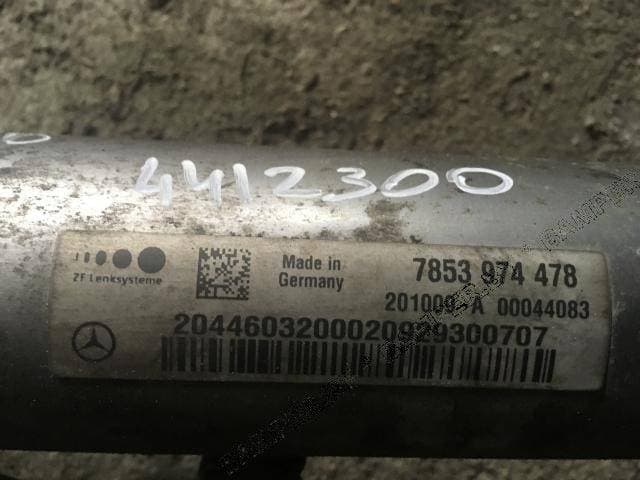 4412300
ZF Lenksysteme
Made in
Germany
7853 974 478
201009 A 00044083
2044603200020929300707